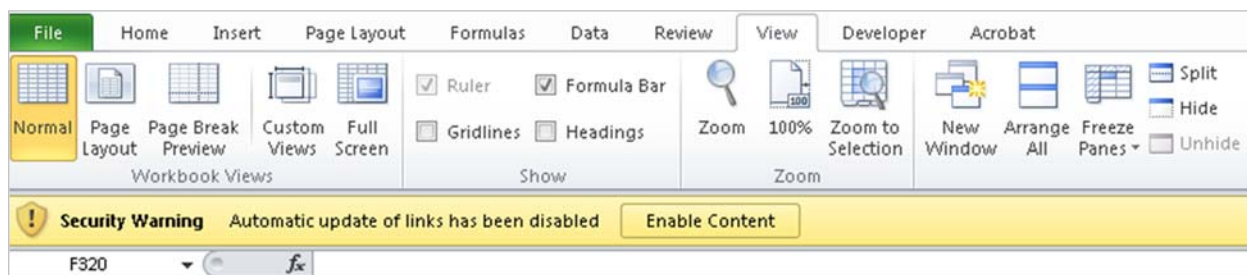 File Home Insert Page Layout Formulas Data Review View Developer Acrobat
Ruler Formula Bar
Gridlines Headings
100
Split
Hide
Unhide
Normal Page Layout Page Break Preview Custom Views Full Screen Zoom 100% Zoom to Selection New Window Arrange All Freeze Panes
Workbook Views Show Zoom
Security Warning Automatic update of links has been disabled Enable Content
F320 fx